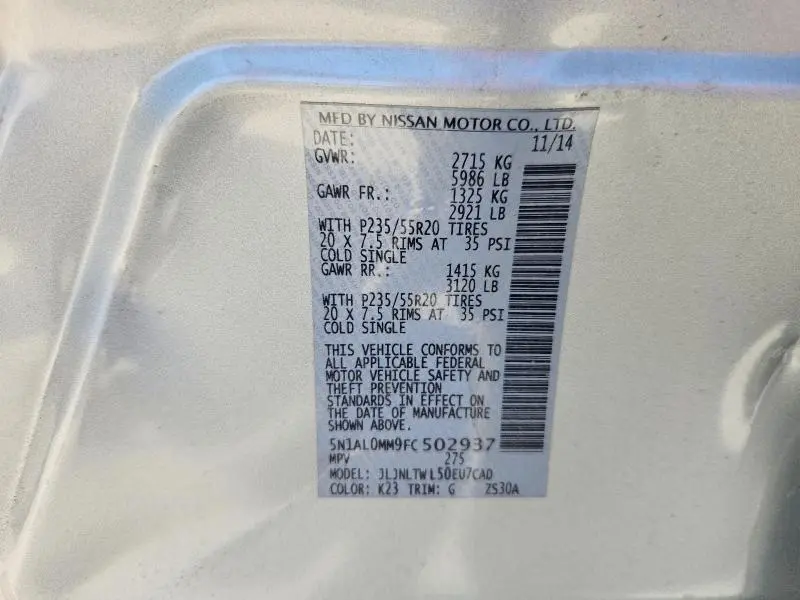 MFD BY NISSAN MOTOR CO., LTD.
DATE: 11/14
GVWR: 2715 KG
5986 LB
GAWR FR.: 1325 KG
2921 LB
WITH P235/55R20 TIRES
20 X 7.5 RIMS AT 35 PSI
COLD SINGLE
GAWR RR.: 1415 KG
3120 LB
WITH P235/55R20 TIRES
20 X 7.5 RIMS AT 35 PSI
COLD SINGLE
THIS VEHICLE CONFORMS TO
ALL APPLICABLE FEDERAL
MOTOR VEHICLE SAFETY AND
THEFT PREVENTION
STANDARDS IN EFFECT ON
THE DATE OF MANUFACTURE
SHOWN ABOVE.
5N1AL0MM9FC502937
MPV 275
MODEL: JLJNLTWL50EU7CAD
COLOR: K23 TRIM: G ZS30A